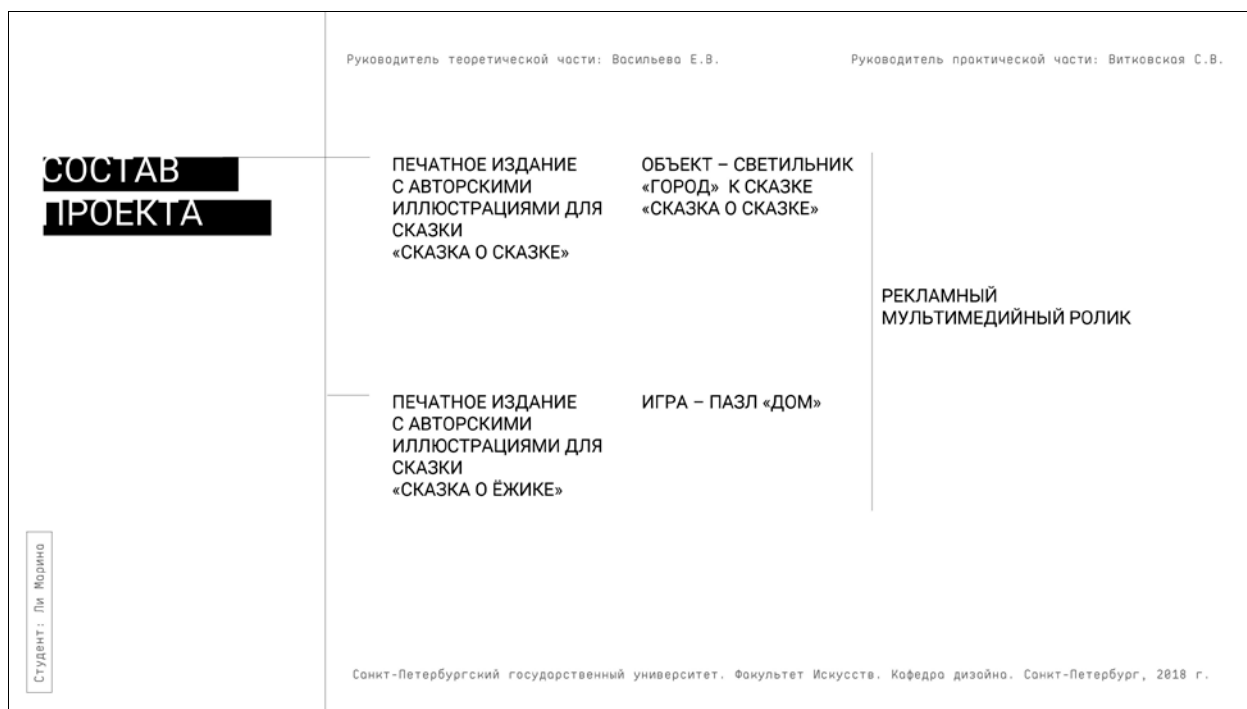 Руководитель теоретической части: Васильева Е.В.
Руководитель практической части: Витковская С.В.
СОСТАВ
ПРОЕКТА
ПЕЧАТНОЕ ИЗДАНИЕ
С АВТОРСКИМИ
ИЛЛЮСТРАЦИЯМИ ДЛЯ
СКАЗКИ
«СКАЗКА О СКАЗКЕ»
ОБЪЕКТ – СВЕТИЛЬНИК
«ГОРОД» К СКАЗКЕ
«СКАЗКА О СКАЗКЕ»
РЕКЛАМНЫЙ
МУЛЬТИМЕДИЙНЫЙ РОЛИК
ПЕЧАТНОЕ ИЗДАНИЕ
С АВТОРСКИМИ
ИЛЛЮСТРАЦИЯМИ ДЛЯ
СКАЗКИ
«СКАЗКА О ЁЖИКЕ»
ИГРА – ПАЗЛ «ДОМ»
Студент: Ли Марина
Санкт-Петербургский государственный университет. Факультет Искусств. Кафедра дизайна. Санкт-Петербург, 2018 г.